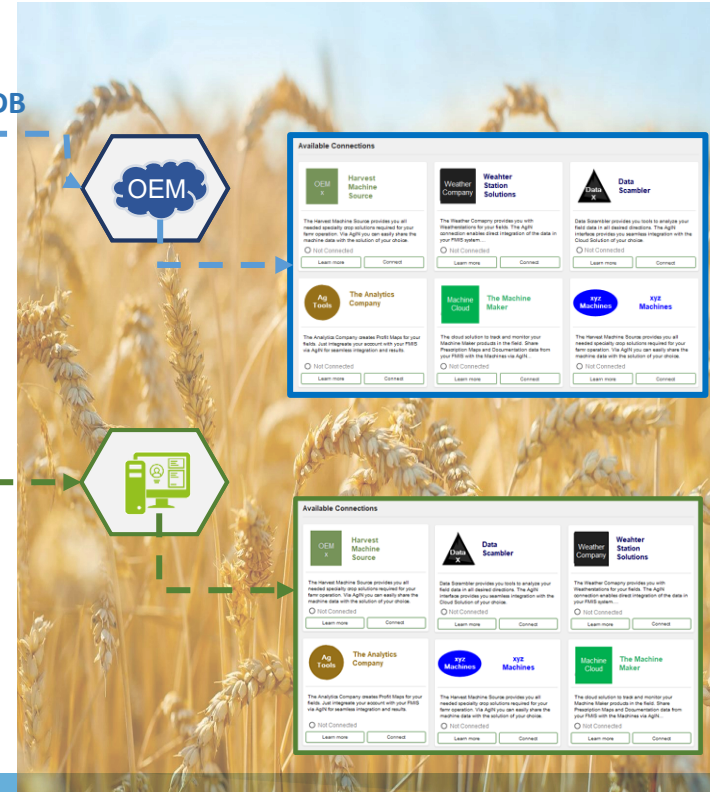 DB
OEM
Available Connections
OEM
x
Harvest
Machine
Source
The Harvest Machine Source provides you all
needed specialty crop solutions required for your
farm operation. Via AgIN you can easily share the
machine data with the solution of your choice.
Not Connected
Learn more
Connect
Weather
Company
Weahter
Station
Solutions
The Weather Comapny provides you with
Weatherstations for your fields. The AgIN
connection enables direct integration of the data in
your FMIS system...
Not Connected
Learn more
Connect
Data
X
Data
Scambler
Data Scambler provides you tools to analyze your
field data in all desired directions. The AgIN
interface provides you seamless integration with the
Cloud Solution of your choice.
Not Connected
Learn more
Connect
Ag
Tools
The Analytics
Company
The Analytics Company creates Profit Maps for your
fields. Just integreate your account with your FMIS
via AgIN for seamless integration and results.
Not Connected
Learn more
Connect
Machine
Cloud
The Machine
Maker
The cloud solution to track and monitor your
Machine Maker products in the field. Share
Presciption Maps and Documentation data from
your FMIS with the Machines via AgIN...
Not Connected
Learn more
Connect
xyz
Machines
xyz
Machines
The Harvest Machine Source provides you all
needed specialty crop solutions required for your
farm operation. Via AgIN you can easily share the
machine data with the solution of your choice.
Not Connected
Learn more
Connect
Available Connections
OEM
x
Harvest
Machine
Source
The Harvest Machine Source provides you all
needed specialty crop solutions required for your
farm operation. Via AgIN you can easily share the
machine data with the solution of your choice.
Not Connected
Learn more
Connect
Data
X
Data
Scambler
Data Scambler provides you tools to analyze your
field data in all desired directions. The AgIN
interface provides you seamless integration with the
Cloud Solution of your choice.
Not Connected
Learn more
Connect
Weather
Company
Weahter
Station
Solutions
The Weather Comapny provides you with
Weatherstations for your fields. The AgIN
connection enables direct integration of the data in
your FMIS system...
Not Connected
Learn more
Connect
Ag
Tools
The Analytics
Company
The Analytics Company creates Profit Maps for your
fields. Just integreate your account with your FMIS
via AgIN for seamless integration and results.
Not Connected
Learn more
Connect
xyz
Machines
xyz
Machines
The Harvest Machine Source provides you all
needed specialty crop solutions required for your
farm operation. Via AgIN you can easily share the
machine data with the solution of your choice.
Not Connected
Learn more
Connect
Machine
Cloud
The Machine
Maker
The cloud solution to track and monitor your
Machine Maker products in the field. Share
Presciption Maps and Documentation data from
your FMIS with the Machines via AgIN...
Not Connected
Learn more
Connect